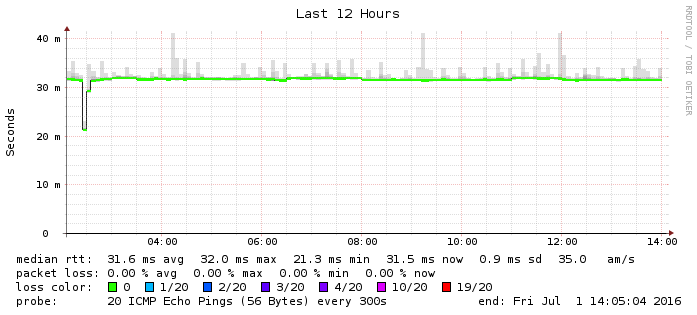 Last 12 Hours
RRDTOOL / TOBI OETIKER
Seconds
40 m
30 m
20 m
10 m
0
04:00 06:00 08:00 10:00 12:00 14:00
median rtt: 31.6 ms avg 32.0 ms max 21.3 ms min 31.5 ms now 0.9 ms sd 35.0 am/s
packet loss: 0.00 % avg 0.00 % max 0.00 % min 0.00 % now
loss color: 0 1/20 2/20 3/20 4/20 10/20 19/20
probe: 20 ICMP Echo Pings (56 Bytes) every 300s end: Fri Jul 1 14:05:04 2016